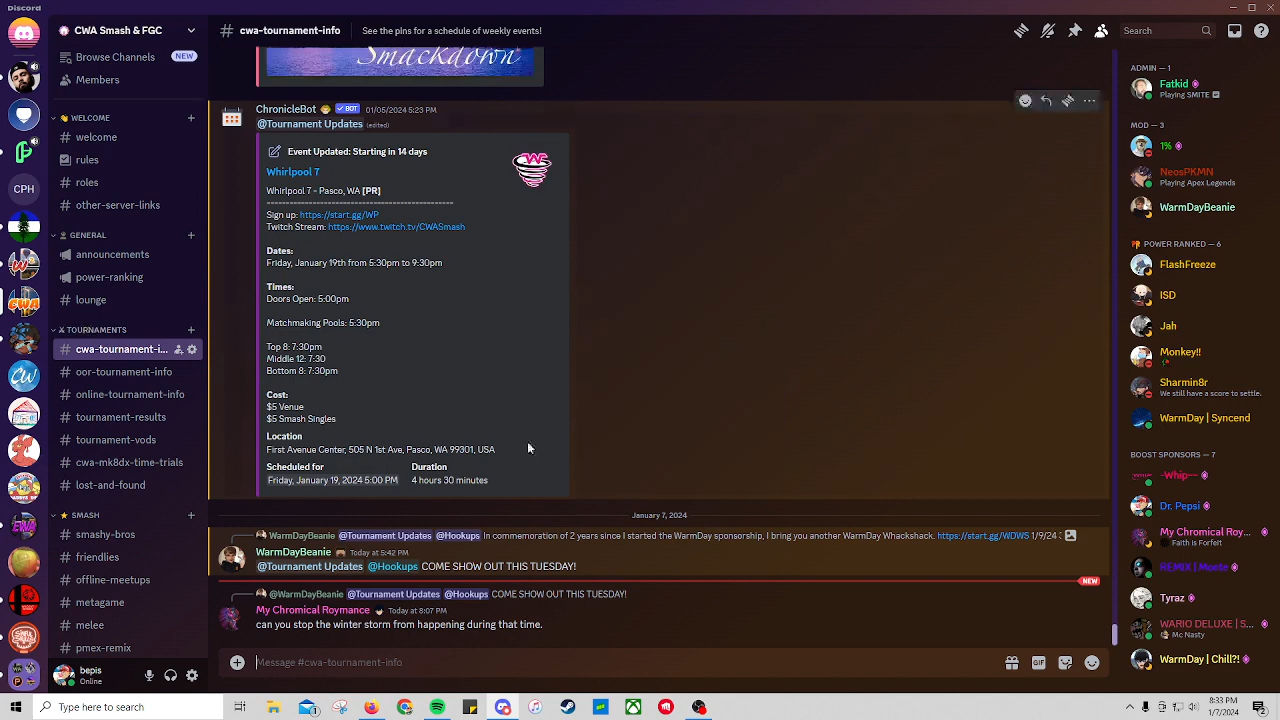 Discord
CWA Smash & FGC
Browse Channels NEW
Members
WELCOME
welcome
rules
roles
other-server-links
GENERAL
announcements
power-ranking
lounge
TOURNAMENTS
cwa-tournament-i...
oor-tournament-info
online-tournament-info
tournament-results
tournament-vods
cwa-mk8dx-time-trials
lost-and-found
SMASH
smashy-bros
friendlies
offline-meetups
metagame
melee
pmex-remix
bepis
Online
CPH
cwa-tournament-info See the pins for a schedule of weekly events!
Search
Smackdown
ChronicleBot BOT 01/05/2024 5:23 PM
@Tournament Updates (edited)
Event Updated: Starting in 14 days
Whirlpool 7
Whirlpool 7 - Pasco, WA [PR]
--------------------------------------------------
Sign up: https://start.gg/WP
Twitch Stream: https://www.twitch.tv/CWASmash
Dates:
Friday, January 19th from 5:30pm to 9:30pm
Times:
Doors Open: 5:00pm
Matchmaking Pools: 5:30pm
Top 8: 7:30pm
Middle 12: 7:30
Bottom 8: 7:30pm
Cost:
$5 Venue
$5 Smash Singles
Location
First Avenue Center, 505 N 1st Ave, Pasco, WA 99301, USA
Scheduled for Duration
Friday, January 19, 2024 5:00 PM 4 hours 30 minutes
January 7, 2024
WarmDayBeanie @Tournament Updates @Hookups In commemoration of 2 years since I started the WarmDay sponsorship, I bring you another WarmDay Whackshack. https://start.gg/WDWS 1/9/24
WarmDayBeanie Today at 5:42 PM
@Tournament Updates @Hookups COME SHOW OUT THIS TUESDAY!
NEW
@WarmDayBeanie @Tournament Updates @Hookups COME SHOW OUT THIS TUESDAY!
My Chromical Roymance Today at 8:07 PM
can you stop the winter storm from happening during that time.
Message #cwa-tournament-info
GIF
ADMIN — 1
Fatkid
Playing SMITE
MOD — 3
1%
NeosPKMN
Playing Apex Legends
WarmDayBeanie
POWER RANKED — 6
FlashFreeze
ISD
Jah
Monkey!!
Sharmin8r
We still have a score to settle.
WarmDay | Syncend
BOOST SPONSORS — 7
-Whip--
Dr. Pepsi
My Chromical Roy...
Faith is Forfeit
REMIX | Moete
Tyraz
WARIO DELUXE | S...
Mc Nasty
WarmDay | Chill?!
Type here to search
8:33 PM
1/7/2024